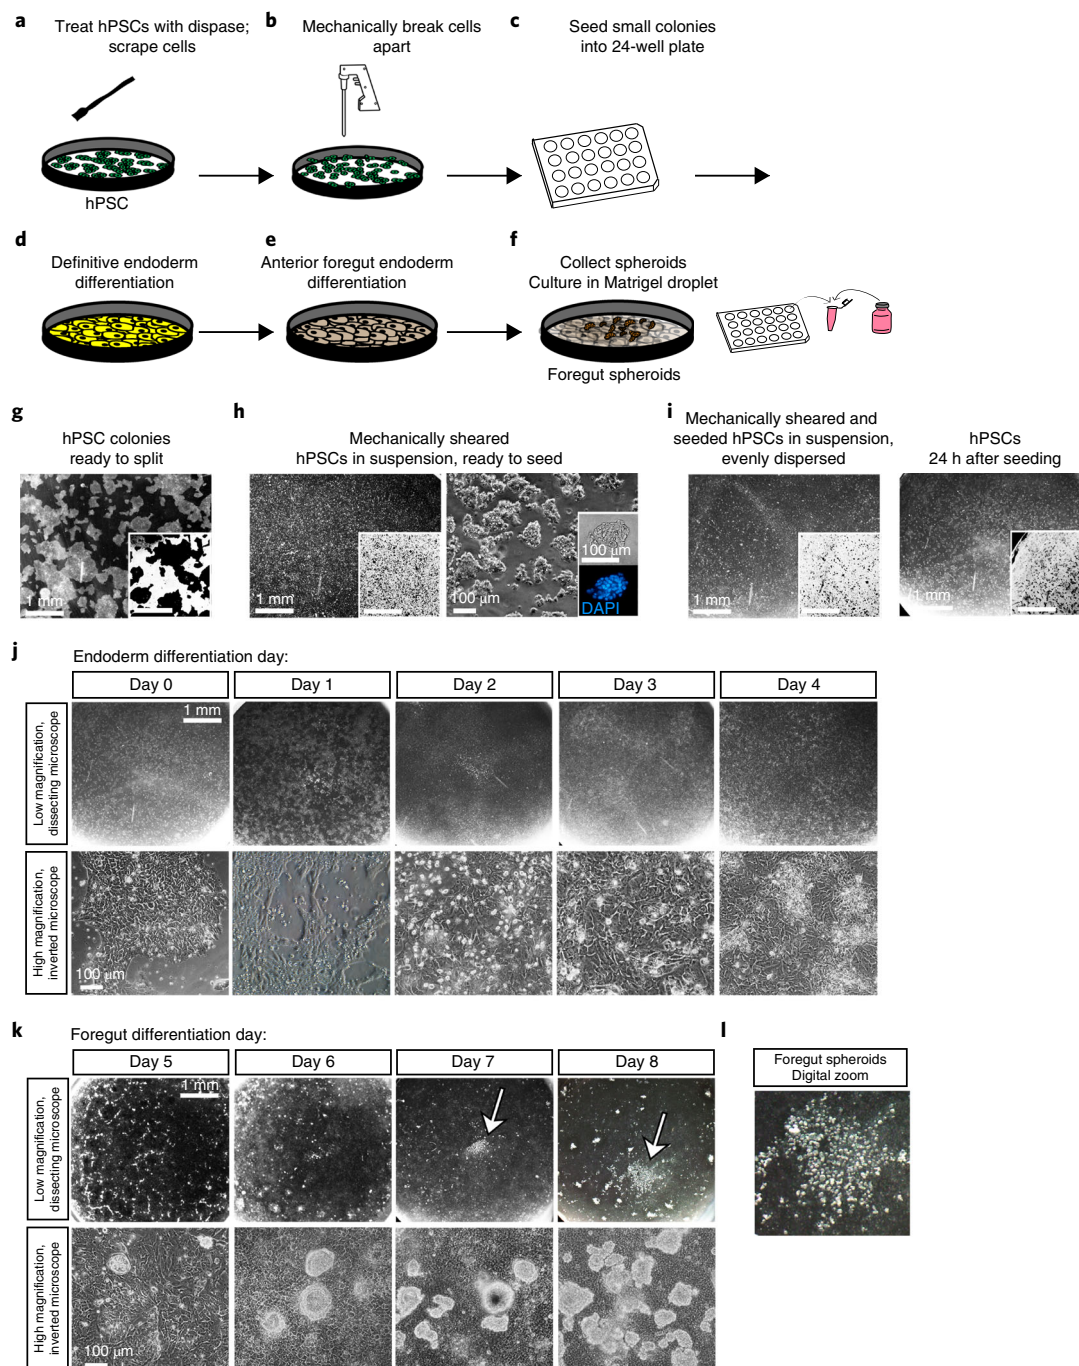 a
Treat hPSCs with dispase;
scrape cells
hPSC
b
Mechanically break cells
apart
c
Seed small colonies
into 24-well plate
d
Definitive endoderm
differentiation
e
Anterior foregut endoderm
differentiation
f
Collect spheroids
Culture in Matrigel droplet
Foregut spheroids
g
hPSC colonies
ready to split
1 mm
h
Mechanically sheared
hPSCs in suspension, ready to seed
1 mm
100 μm
100 μm
DAPI
i
Mechanically sheared and
seeded hPSCs in suspension,
evenly dispersed
1 mm
hPSCs
24 h after seeding
1 mm
j
Endoderm differentiation day:
Day 0
Day 1
Day 2
Day 3
Day 4
Low magnification,
dissecting microscope
1 mm
High magnification,
inverted microscope
100 μm
k
Foregut differentiation day:
Day 5
Day 6
Day 7
Day 8
Low magnification,
dissecting microscope
1 mm
High magnification,
inverted microscope
100 μm
l
Foregut spheroids
Digital zoom